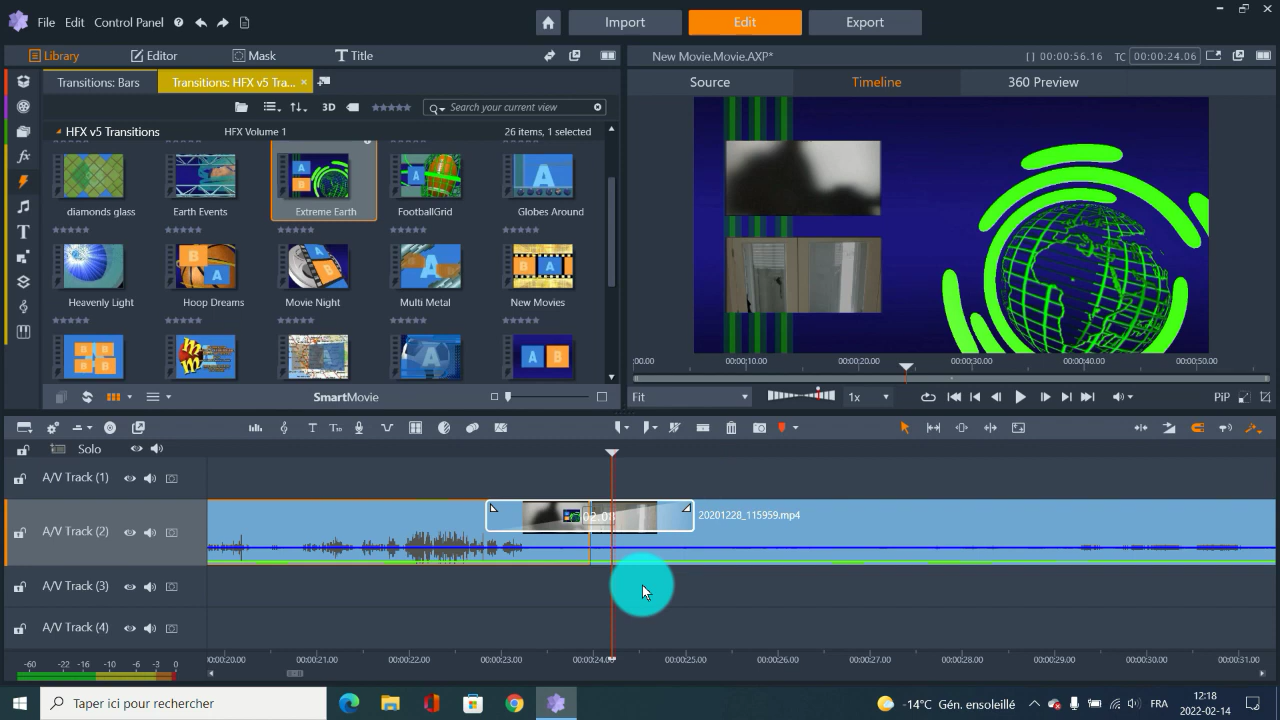 File Edit Control Panel
Import Edit Export
Library Editor Mask Title
New Movie.Movie.AXP* [] 00:00:56.16 TC 00:00:24.06
Transitions: Bars Transitions: HFX v5 Tra...
Source Timeline 360 Preview
3D Search your current view
HFX v5 Transitions HFX Volume 1 26 items, 1 selected
diamonds glass Earth Events Extreme Earth FootballGrid Globes Around
Heavenly Light Hoop Dreams Movie Night Multi Metal New Movies
:00.00 00:00:10.00 00:00:20.00 00:00:30.00 00:00:40.00 00:00:50.00
SmartMovie
Fit 1x PiP
Solo
A/V Track (1)
A/V Track (2) 02.08 20201228_115959.mp4
A/V Track (3)
A/V Track (4)
-60 -22 -16 -10 -6 -3 0
00:00:20.00 00:00:21.00 00:00:22.00 00:00:23.00 00:00:24.00 00:00:25.00 00:00:26.00 00:00:27.00 00:00:28.00 00:00:29.00 00:00:30.00 00:00:31.00
Taper ici pour rechercher
-14°C Gén. ensoleillé FRA 12:18
2022-02-14